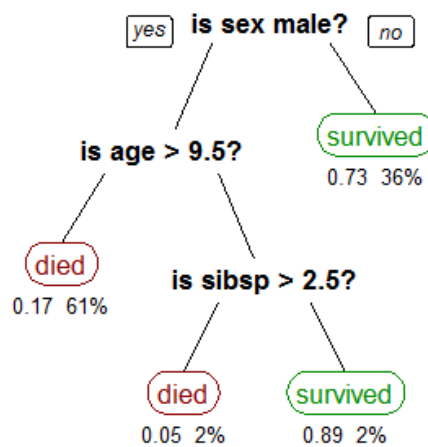 yes is sex male? no
survived
0.73 36%
is age > 9.5?
died
0.17 61%
is sibsp > 2.5?
died survived
0.05 2% 0.89 2%